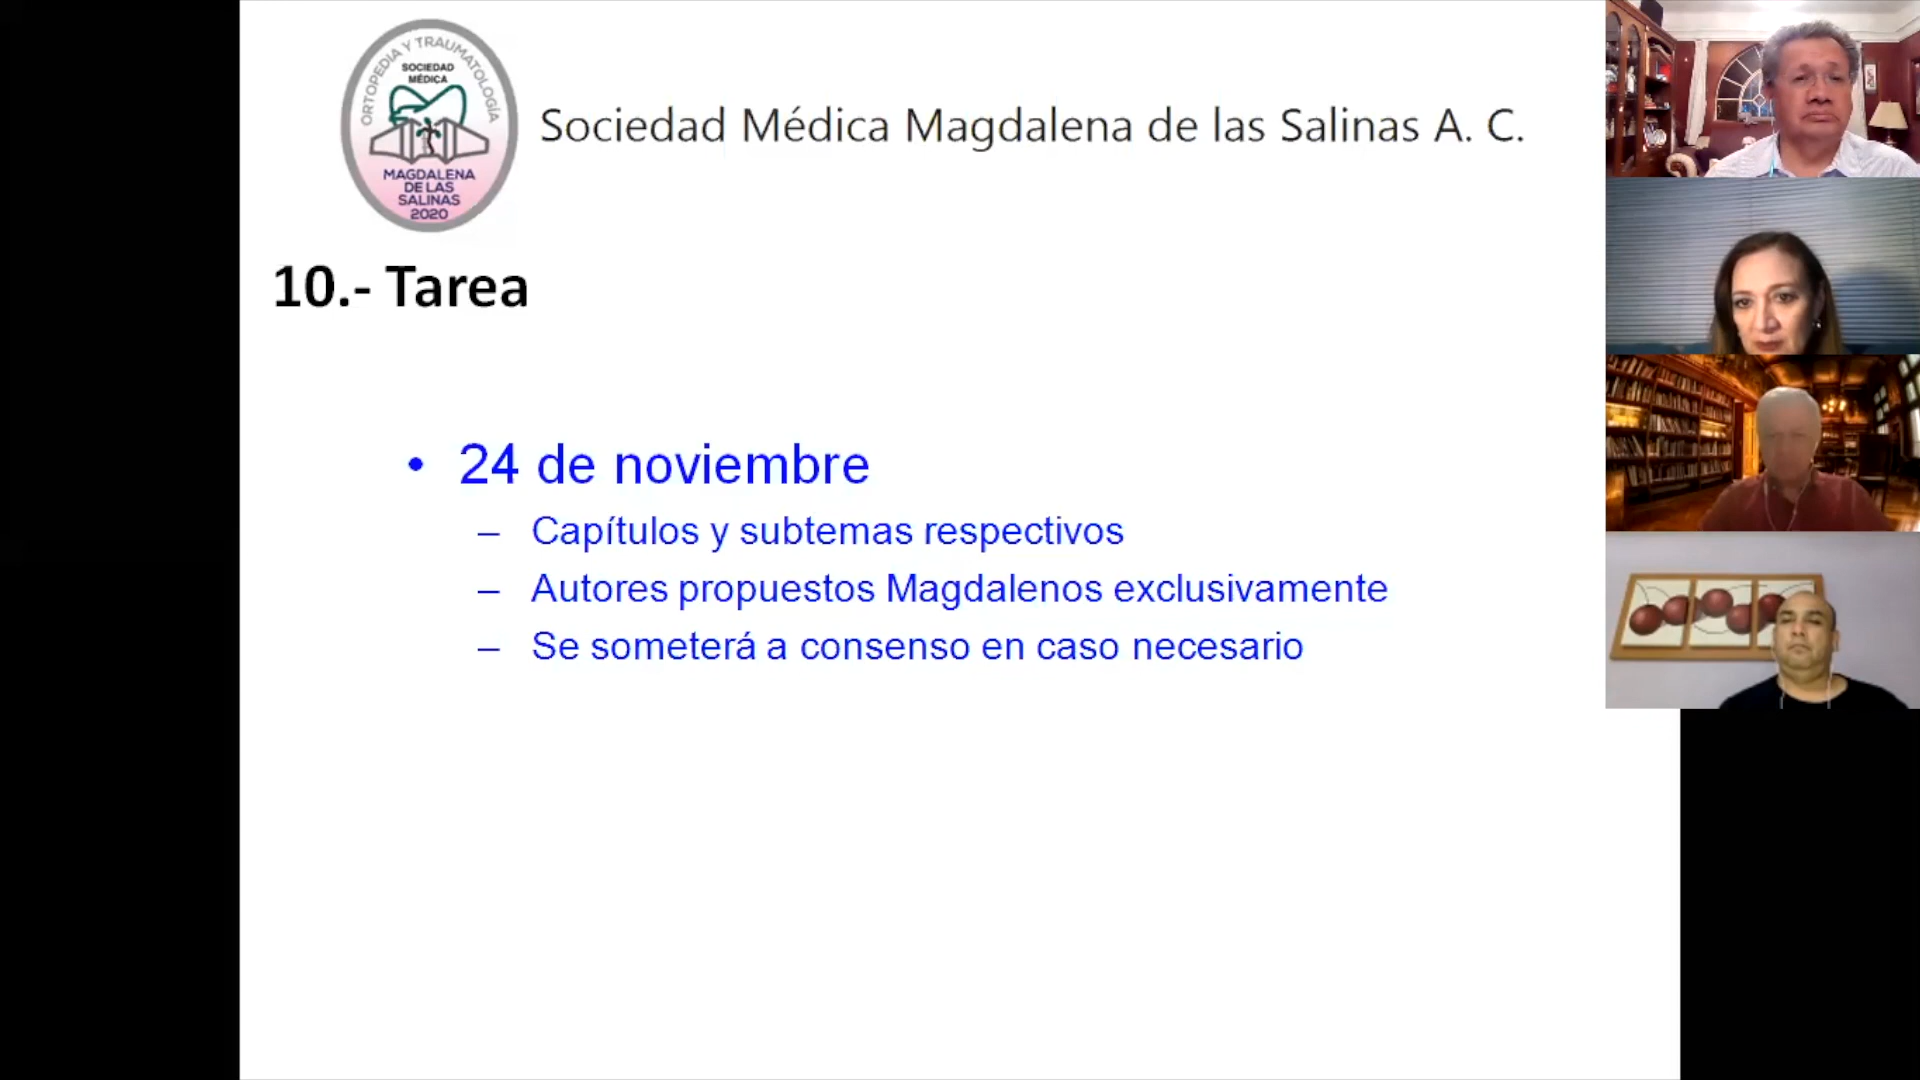 ORTOPEDIA Y TRAUMATOLOGÍA
SOCIEDAD
MÉDICA
MAGDALENA
DE LAS
SALINAS
2020
Sociedad Médica Magdalena de las Salinas A. C.
10.- Tarea
• 24 de noviembre
– Capítulos y subtemas respectivos
– Autores propuestos Magdalenos exclusivamente
– Se someterá a consenso en caso necesario